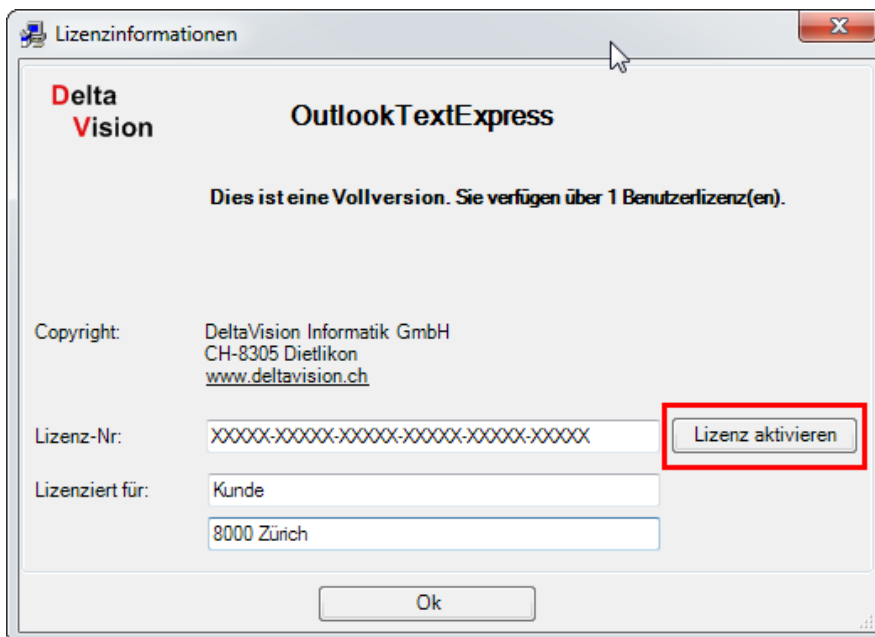 Lizenzinformationen
Delta
Vision
OutlookTextExpress
Dies ist eine Vollversion. Sie verfügen über 1 Benutzerlizenz(en).
Copyright:
DeltaVision Informatik GmbH
CH-8305 Dietlikon
www.deltavision.ch
Lizenz-Nr:
XXXXX-XXXXX-XXXXX-XXXXX-XXXXX-XXXXX
Lizenz aktivieren
Lizenziert für:
Kunde
8000 Zürich
Ok